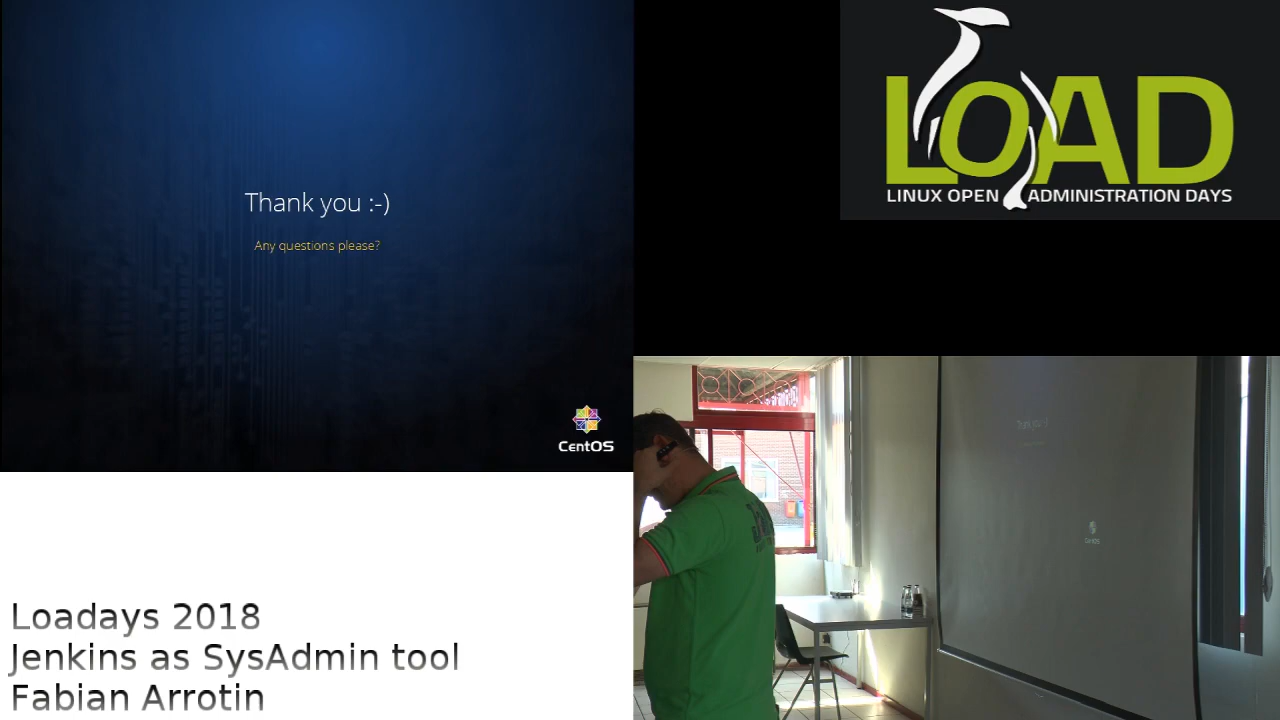 Thank you :-)
Any questions please?
CentOS
LOAD
LINUX OPEN ADMINISTRATION DAYS
Loadays 2018
Jenkins as SysAdmin tool
Fabian Arrotin